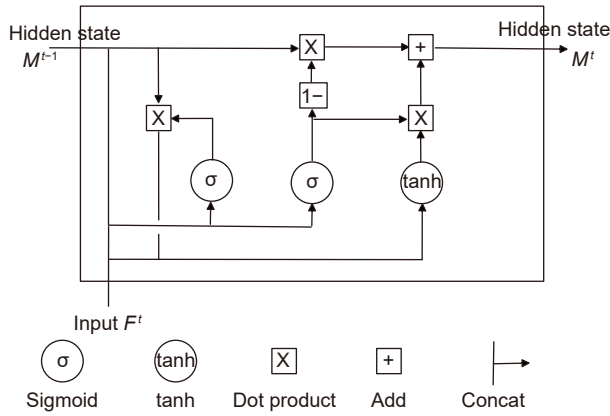 Hidden state
M^{t−1}
Hidden state
M^t
X
+
1−
X
X
σ
σ
tanh
Input F^t
σ
tanh
X
+
Sigmoid
tanh
Dot product
Add
Concat